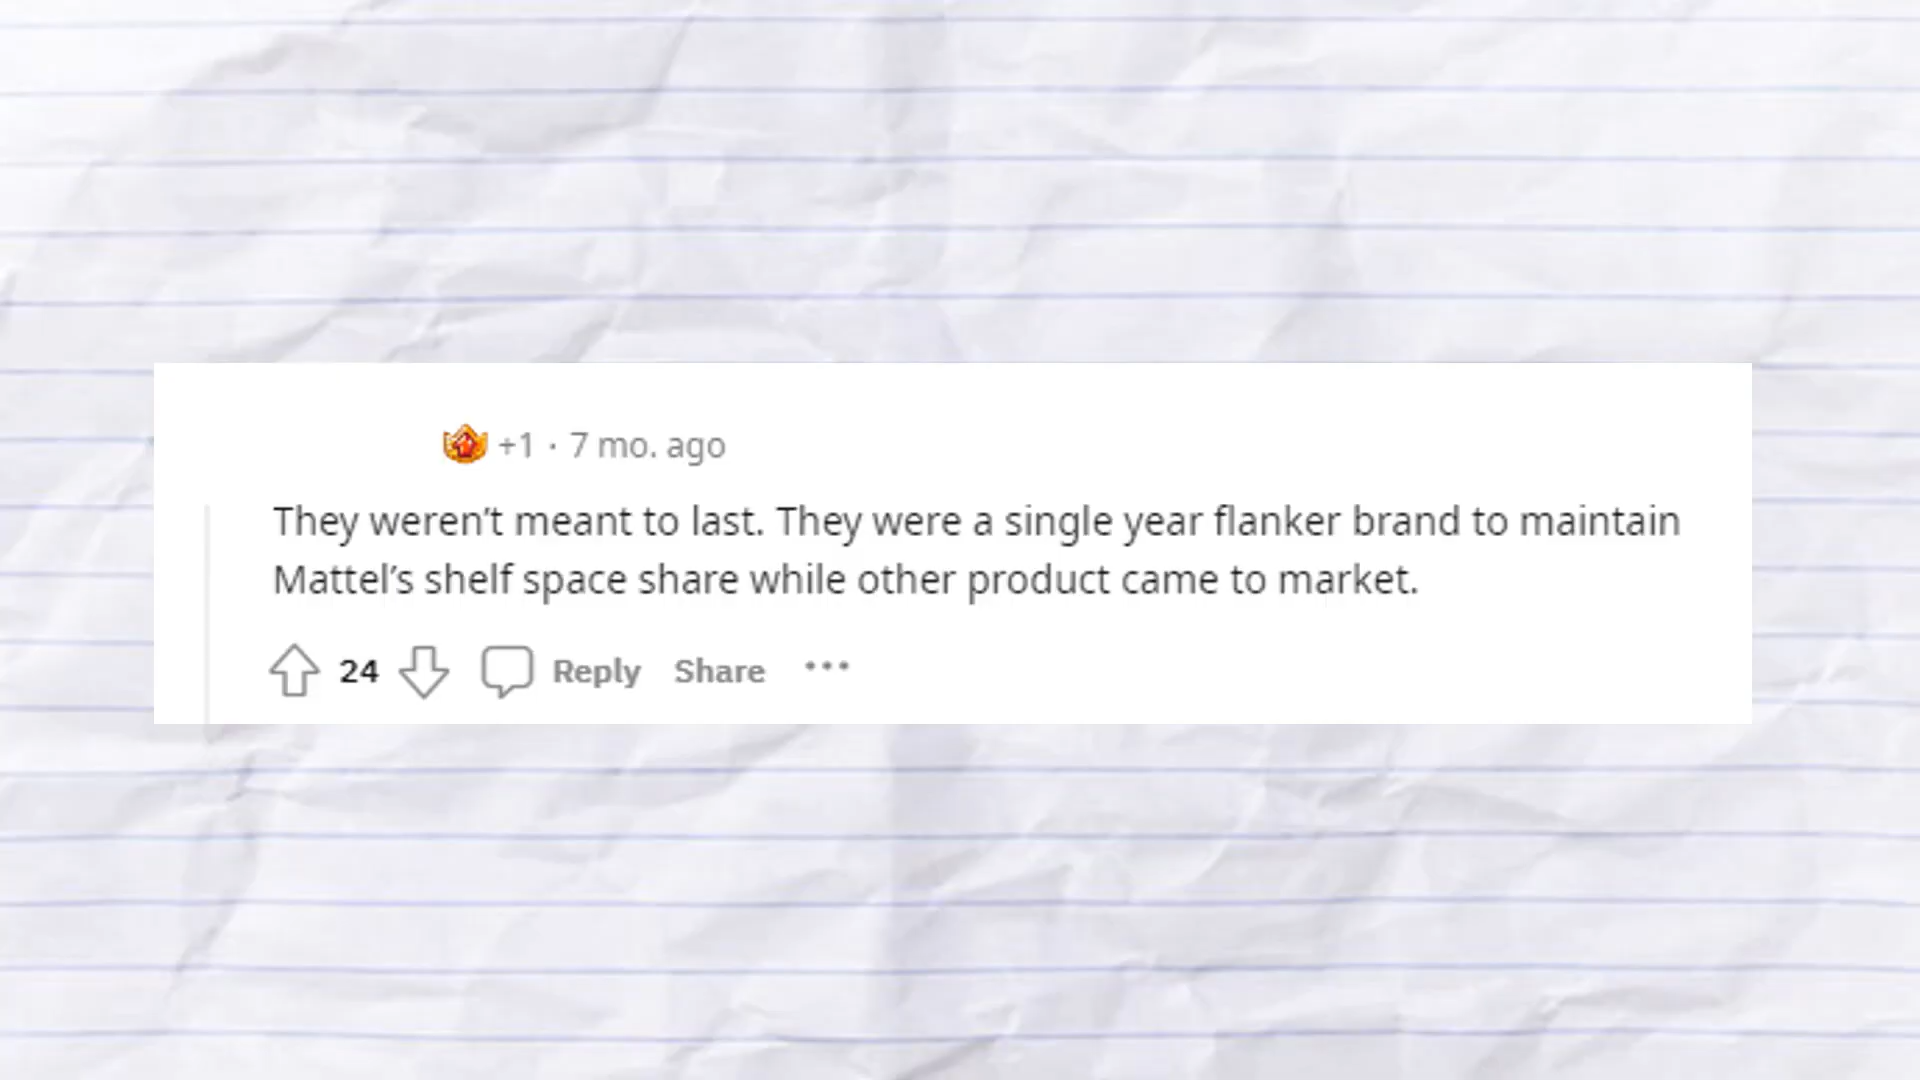 +1 · 7 mo. ago
They weren’t meant to last. They were a single year flanker brand to maintain
Mattel’s shelf space share while other product came to market.
24 Reply Share ···